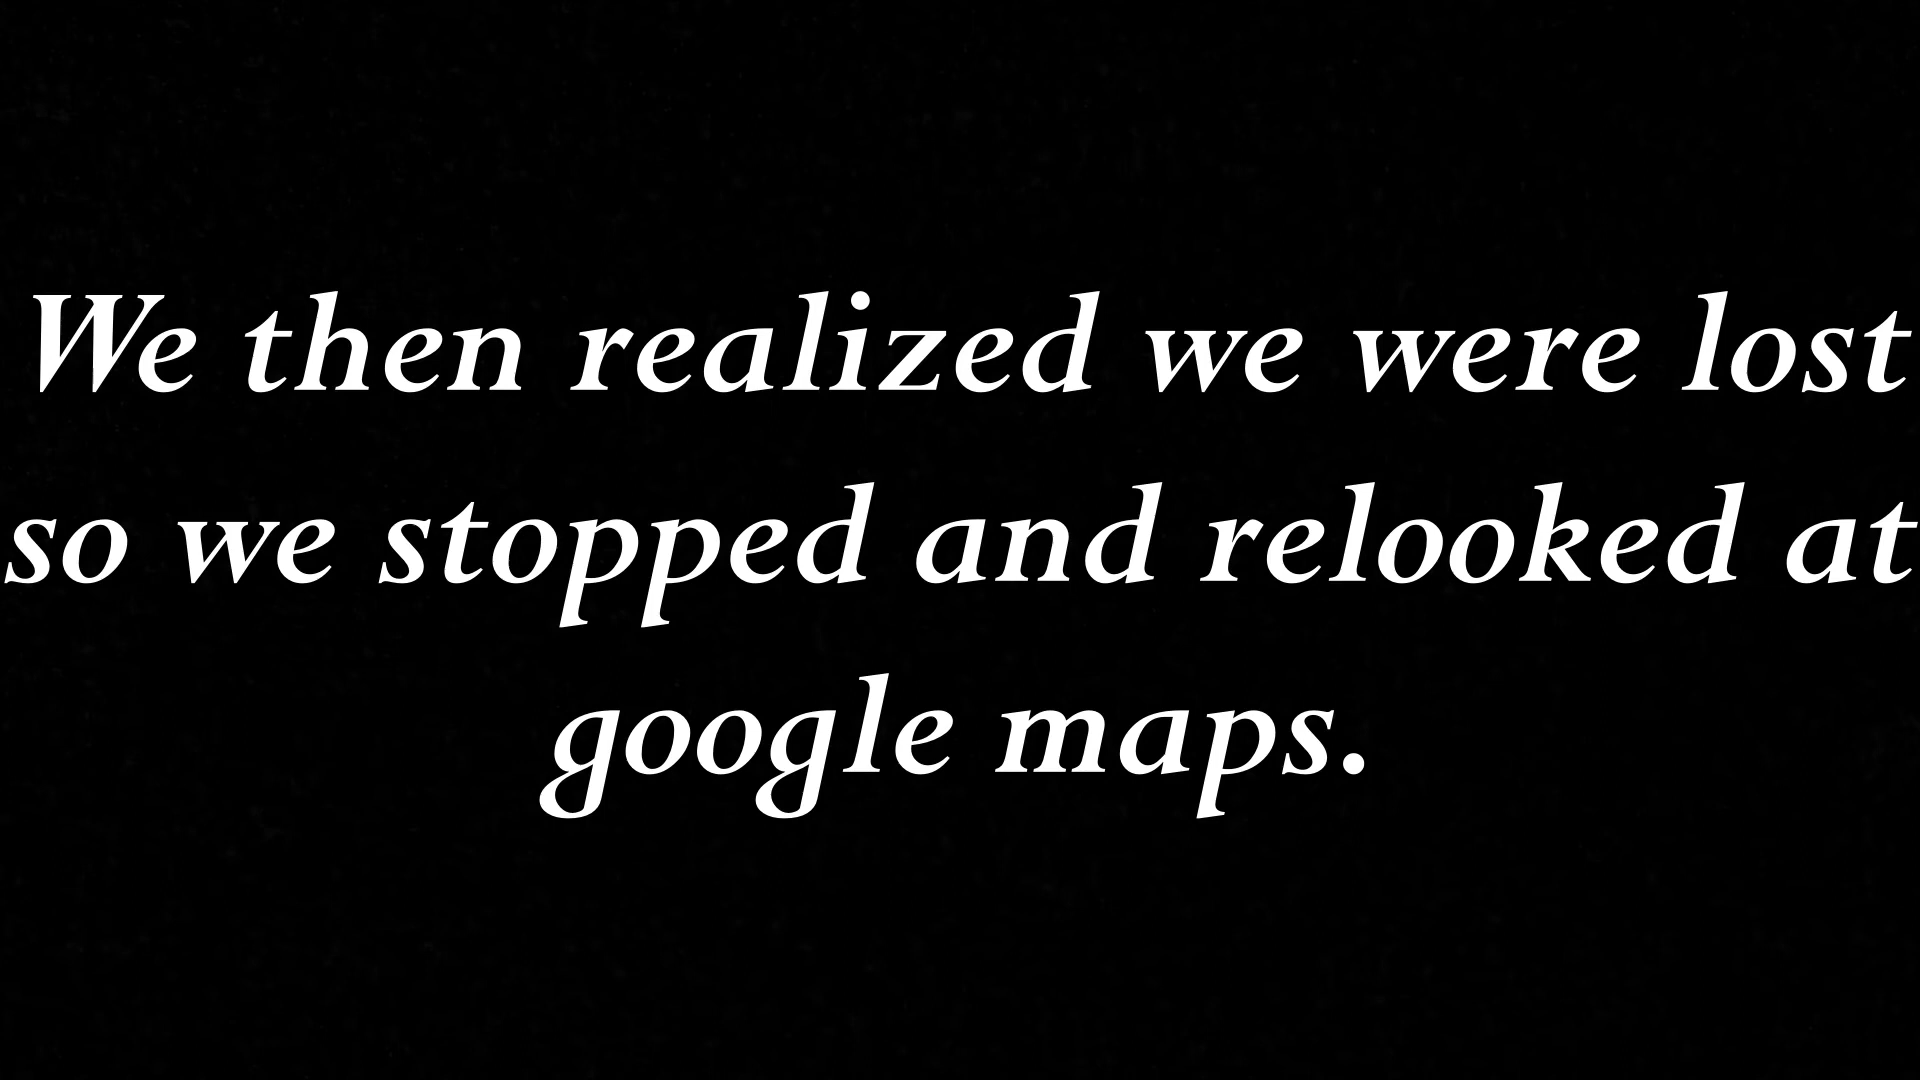 We then realized we were lost
so we stopped and relooked at
google maps.